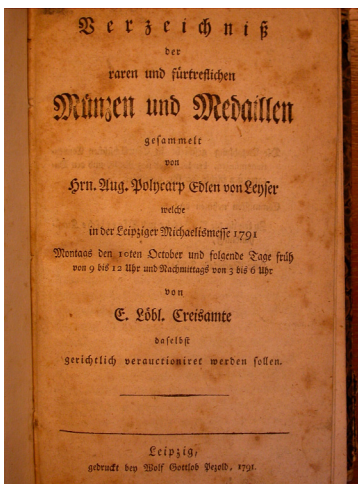 Verzeichniß
der
raren und fürtreflichen
Münzen und Medaillen
gesammelt
von
Hrn. Aug. Polycarp Edlen von Leyser
welche
in der Leipziger Michaelismesse 1791
Montags den 10ten October und folgende Tage früh
von 9 bis 12 Uhr und Nachmittags von 3 bis 6 Uhr
von
E. Löbl. Creisamte
daselbst
gerichtlich verauctioniret werden sollen.
Leipzig,
gedruckt bey Wolf Gottlob Pezold, 1791.